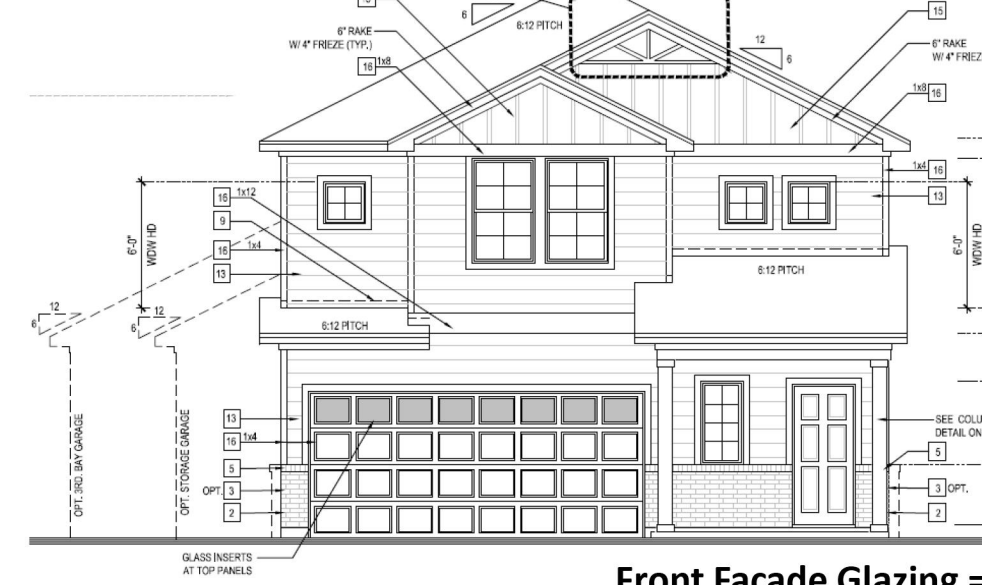 6
6:12 PITCH
15
6" RAKE
W/ 4" FRIEZE (TYP.)
12
6
6" RAKE
W/ 4" FRIEZ
16 1x8
1x8 16
1x4 16
16 1x12
13
9
6'-0"
WDW HD
16 1x4
6'-0"
WDW HD
13
6:12 PITCH
12
6
12
6
6:12 PITCH
13
SEE COLU
DETAIL ON
16 1x4
OPT. 3RD. BAY GARAGE
OPT. STORAGE GARAGE
5
5
OPT. 3
3 OPT.
2
2
GLASS INSERTS
AT TOP PANELS
Front Facade Glazing =